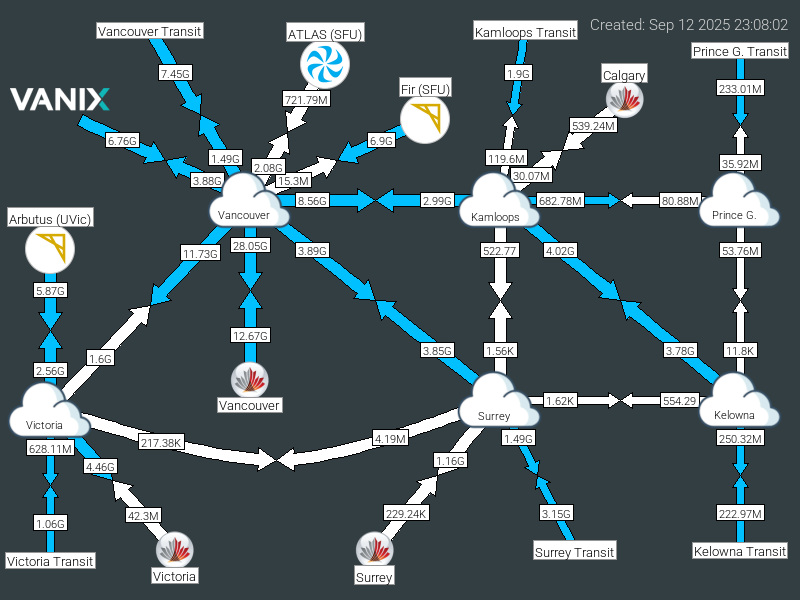 Created: Sep 12 2025 23:08:02
Vancouver Transit
ATLAS (SFU)
Kamloops Transit
Prince G. Transit
7.45G
1.9G
Calgary
Fir (SFU)
233.01M
VANIX
721.79M
539.24M
6.76G
6.9G
1.49G
119.6M
35.92M
2.08G
30.07M
3.88G
15.3M
8.56G
2.99G
682.78M
80.88M
Vancouver
Kamloops
Prince G.
Arbutus (UVic)
11.73G
28.05G
3.89G
522.77
4.02G
53.76M
5.87G
12.67G
1.6G
3.85G
1.56K
3.78G
11.8K
2.56G
Vancouver
1.62K
554.29
Victoria
Surrey
Kelowna
217.38K
4.19M
628.11M
1.49G
250.32M
4.46G
1.16G
42.3M
229.24K
3.15G
222.97M
1.06G
Victoria Transit
Victoria
Surrey
Surrey Transit
Kelowna Transit